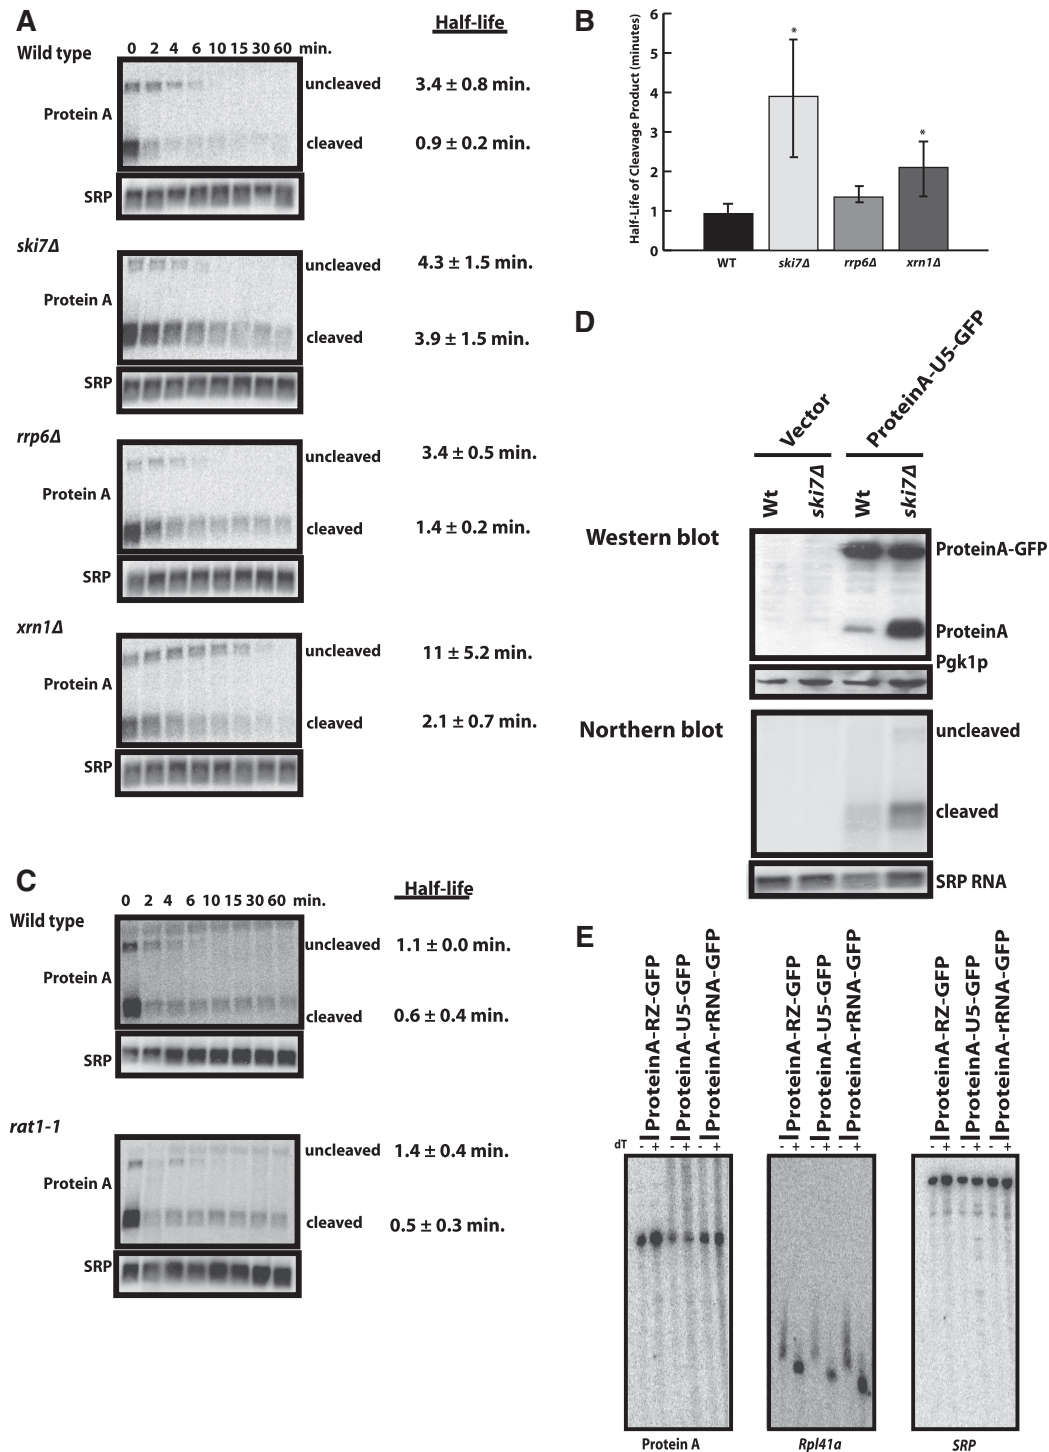 A
Half-life
Wild type
0 2 4 6 10 15 30 60 min.
uncleaved
3.4 ± 0.8 min.
Protein A
cleaved
0.9 ± 0.2 min.
SRP
ski7Δ
uncleaved
4.3 ± 1.5 min.
Protein A
cleaved
3.9 ± 1.5 min.
SRP
rrp6Δ
uncleaved
3.4 ± 0.5 min.
Protein A
cleaved
1.4 ± 0.2 min.
SRP
xrn1Δ
uncleaved
11 ± 5.2 min.
Protein A
cleaved
2.1 ± 0.7 min.
SRP
B
Half-Life of Cleavage Product (minutes)
6
5
4
3
2
1
0
*
*
WT ski7Δ rrp6Δ xrn1Δ
C
Half-life
0 2 4 6 10 15 30 60 min.
Wild type
uncleaved
1.1 ± 0.0 min.
Protein A
cleaved
0.6 ± 0.4 min.
SRP
rat1-1
uncleaved
1.4 ± 0.4 min.
Protein A
cleaved
0.5 ± 0.3 min.
SRP
D
Vector
ProteinA-U5-GFP
Wt
ski7Δ
Wt
ski7Δ
Western blot
ProteinA-GFP
ProteinA
Pgk1p
Northern blot
uncleaved
cleaved
SRP RNA
E
ProteinA-RZ-GFP
ProteinA-U5-GFP
ProteinA-rRNA-GFP
ProteinA-RZ-GFP
ProteinA-U5-GFP
ProteinA-rRNA-GFP
ProteinA-RZ-GFP
ProteinA-U5-GFP
ProteinA-rRNA-GFP
dT - + - + - + - + - + - + - + - + - +
Protein A
Rpl41a
SRP